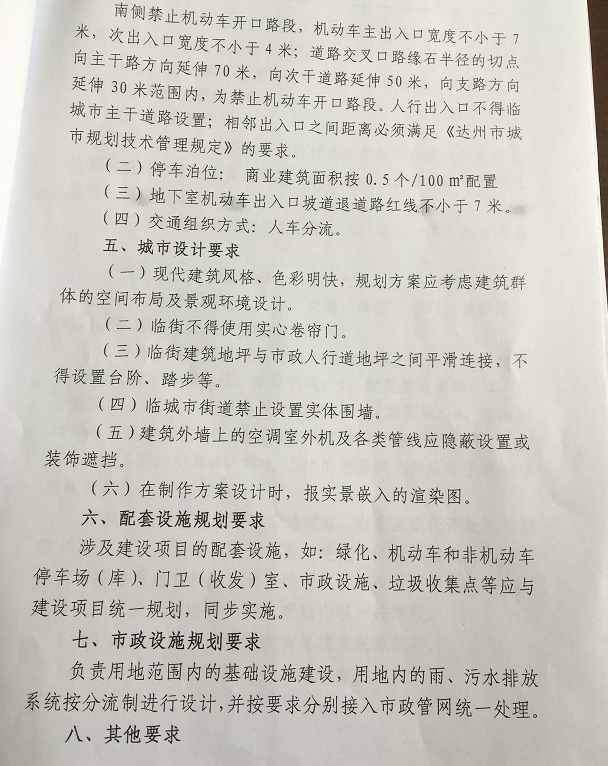 南侧禁止机动车开口路段，机动车主出入口宽度不小于 7
米，次出入口宽度不小于 4 米；道路交叉口路缘石半径的切点
向主干路方向延伸 70 米，向次干道路延伸 50 米，向支路方向
延伸 30 米范围内，为禁止机动车开口路段。人行出入口不得临
城市主干道路设置；相邻出入口之间距离必须满足《达州市城
市规划技术管理规定》的要求。
（二）停车泊位： 商业建筑面积按 0.5 个/100 ㎡配置
（三）地下室机动车出入口坡道退道路红线不小于 7 米。
（四）交通组织方式：人车分流。
五、城市设计要求
（一）现代建筑风格、色彩明快，规划方案应考虑建筑群
体的空间布局及景观环境设计。
（二）临街不得使用实心卷帘门。
（三）临街建筑地坪与市政人行道地坪之间平滑连接，不
得设置台阶、踏步等。
（四）临城市街道禁止设置实体围墙。
（五）建筑外墙上的空调室外机及各类管线应隐蔽设置或
装饰遮挡。
（六）在制作方案设计时，报实景嵌入的渲染图。
六、配套设施规划要求
涉及建设项目的配套设施，如：绿化、机动车和非机动车
停车场（库）、门卫（收发）室、市政设施、垃圾收集点等应与
建设项目统一规划，同步实施。
七、市政设施规划要求
负责用地范围内的基础设施建设，用地内的雨、污水排放
系统按分流制进行设计，并按要求分别接入市政管网统一处理。
八、其他要求